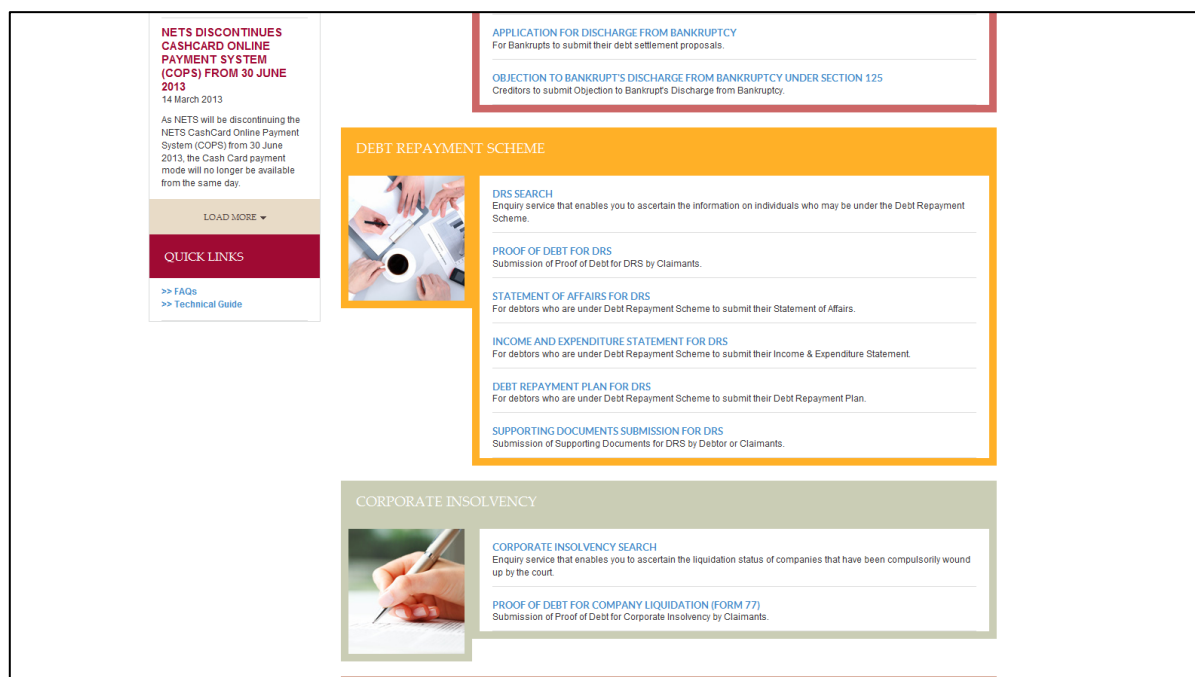 NETS DISCONTINUES
CASHCARD ONLINE
PAYMENT SYSTEM
(COPS) FROM 30 JUNE
2013
14 March 2013
As NETS will be discontinuing the
NETS CashCard Online Payment
System (COPS) from 30 June
2013, the Cash Card payment
mode will no longer be available
from the same day.
LOAD MORE
QUICK LINKS
>> FAQs
>> Technical Guide
APPLICATION FOR DISCHARGE FROM BANKRUPTCY
For Bankrupts to submit their debt settlement proposals.
OBJECTION TO BANKRUPT'S DISCHARGE FROM BANKRUPTCY UNDER SECTION 125
Creditors to submit Objection to Bankrupt's Discharge from Bankruptcy.
DEBT REPAYMENT SCHEME
DRS SEARCH
Enquiry service that enables you to ascertain the information on individuals who may be under the Debt Repayment
Scheme.
PROOF OF DEBT FOR DRS
Submission of Proof of Debt for DRS by Claimants.
STATEMENT OF AFFAIRS FOR DRS
For debtors who are under Debt Repayment Scheme to submit their Statement of Affairs.
INCOME AND EXPENDITURE STATEMENT FOR DRS
For debtors who are under Debt Repayment Scheme to submit their Income & Expenditure Statement.
DEBT REPAYMENT PLAN FOR DRS
For debtors who are under Debt Repayment Scheme to submit their Debt Repayment Plan.
SUPPORTING DOCUMENTS SUBMISSION FOR DRS
Submission of Supporting Documents for DRS by Debtor or Claimants.
CORPORATE INSOLVENCY
CORPORATE INSOLVENCY SEARCH
Enquiry service that enables you to ascertain the liquidation status of companies that have been compulsorily wound
up by the court.
PROOF OF DEBT FOR COMPANY LIQUIDATION (FORM 77)
Submission of Proof of Debt for Corporate Insolvency by Claimants.